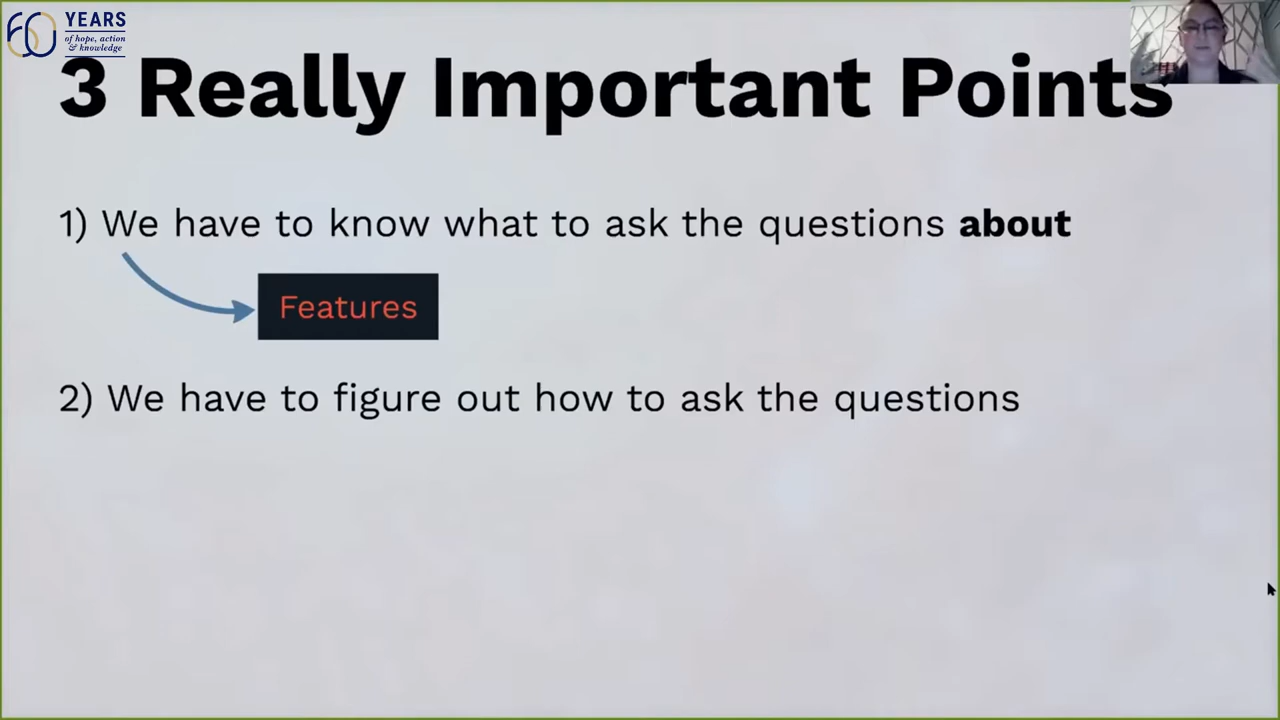 60 YEARS
of hope, action
& knowledge
3 Really Important Points
1) We have to know what to ask the questions about
Features
2) We have to figure out how to ask the questions